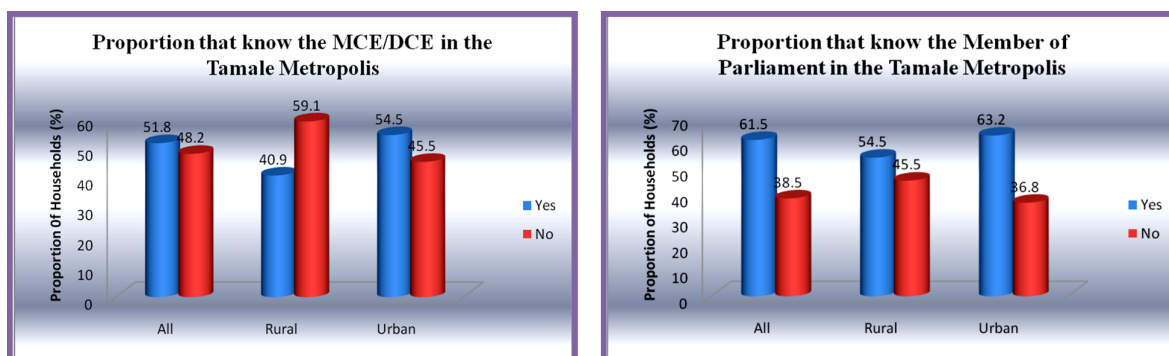 Proportion that know the MCE/DCE in the
Tamale Metropolis
Proportion 0f Households (%)
60
50
40
30
20
10
0
51.8
48.2
40.9
59.1
54.5
45.5
All
Rural
Urban
Yes
No
Proportion that know the Member of
Parliament in the Tamale Metropolis
Proportion of Households (%)
70
60
50
40
30
20
10
0
61.5
38.5
54.5
45.5
63.2
36.8
All
Rural
Urban
Yes
No